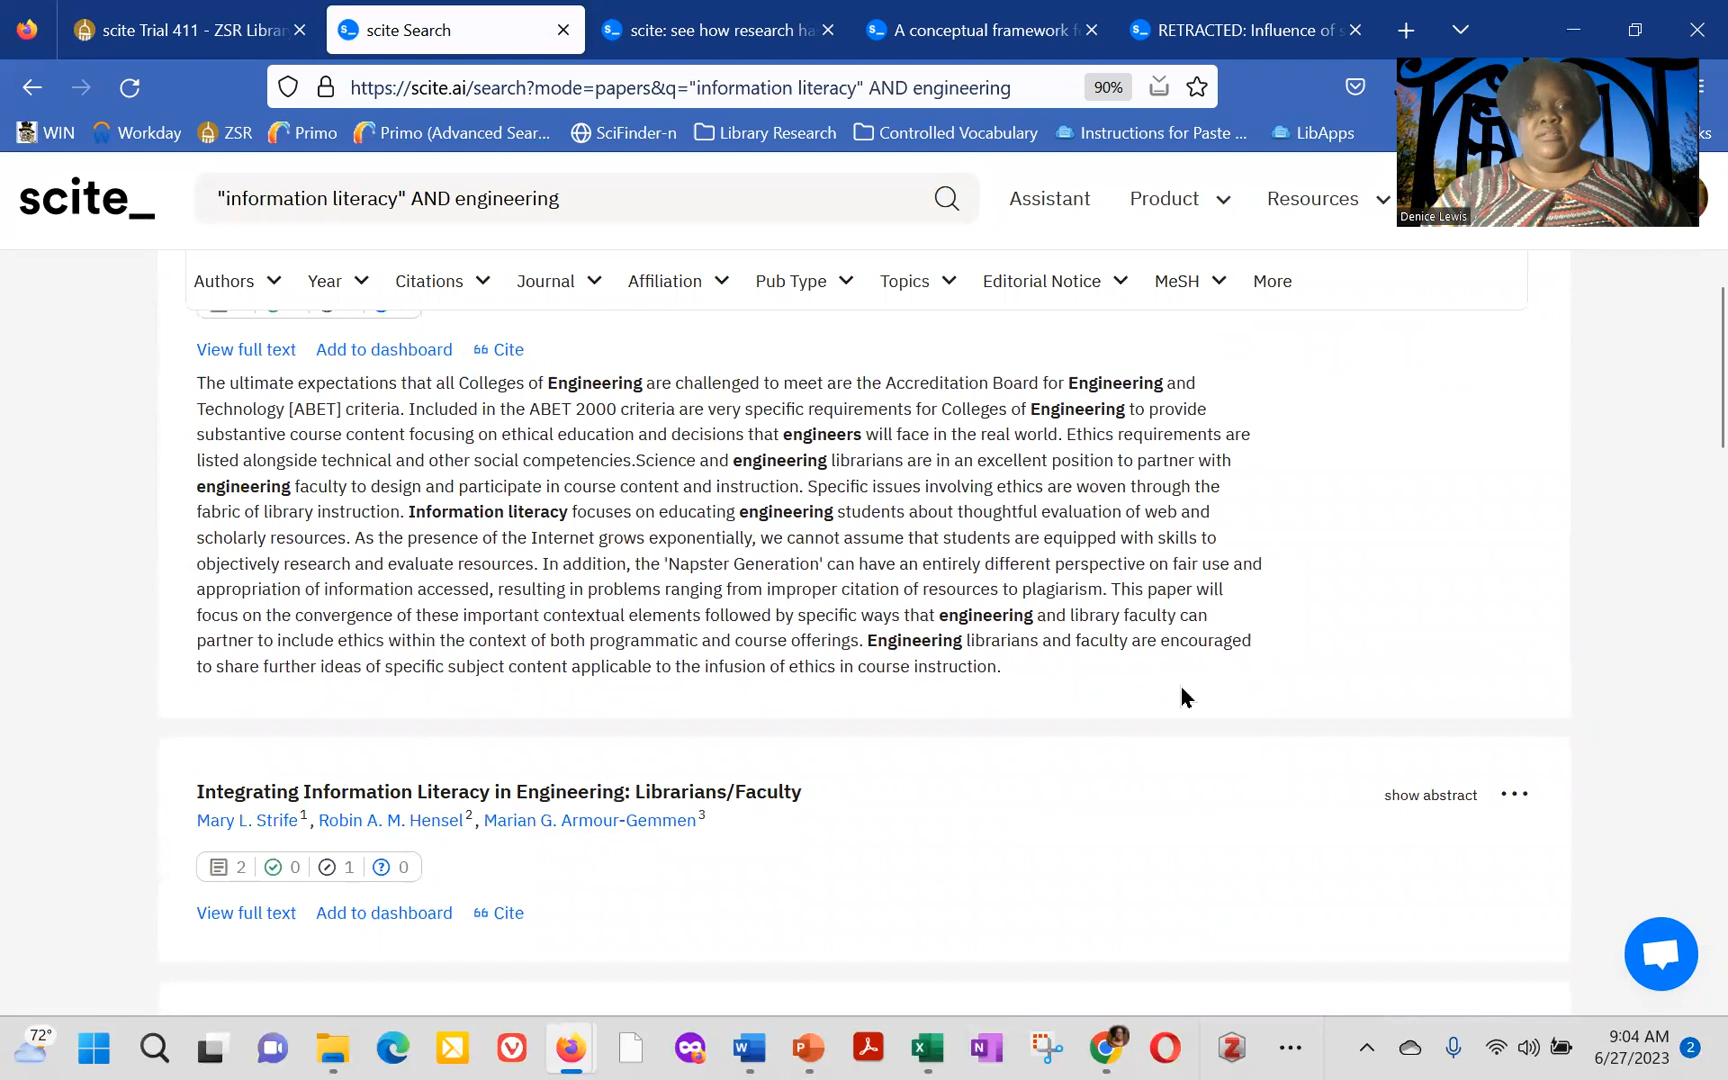 scite Trial 411 - ZSR Librar
scite Search
scite: see how research ha
A conceptual framework f
RETRACTED: Influence of s
https://scite.ai/search?mode=papers&q="information literacy" AND engineering
90%
WIN
Workday
ZSR
Primo
Primo (Advanced Sear...
SciFinder-n
Library Research
Controlled Vocabulary
Instructions for Paste ...
LibApps
ks
scite_
"information literacy" AND engineering
Assistant
Product
Resources
Denice Lewis
Authors
Year
Citations
Journal
Affiliation
Pub Type
Topics
Editorial Notice
MeSH
More
View full text
Add to dashboard
Cite
The ultimate expectations that all Colleges of Engineering are challenged to meet are the Accreditation Board for Engineering and
Technology [ABET] criteria. Included in the ABET 2000 criteria are very specific requirements for Colleges of Engineering to provide
substantive course content focusing on ethical education and decisions that engineers will face in the real world. Ethics requirements are
listed alongside technical and other social competencies.Science and engineering librarians are in an excellent position to partner with
engineering faculty to design and participate in course content and instruction. Specific issues involving ethics are woven through the
fabric of library instruction. Information literacy focuses on educating engineering students about thoughtful evaluation of web and
scholarly resources. As the presence of the Internet grows exponentially, we cannot assume that students are equipped with skills to
objectively research and evaluate resources. In addition, the 'Napster Generation' can have an entirely different perspective on fair use and
appropriation of information accessed, resulting in problems ranging from improper citation of resources to plagiarism. This paper will
focus on the convergence of these important contextual elements followed by specific ways that engineering and library faculty can
partner to include ethics within the context of both programmatic and course offerings. Engineering librarians and faculty are encouraged
to share further ideas of specific subject content applicable to the infusion of ethics in course instruction.
Integrating Information Literacy in Engineering: Librarians/Faculty
show abstract
Mary L. Strife1, Robin A. M. Hensel2, Marian G. Armour-Gemmen3
2 0 1 0
View full text
Add to dashboard
Cite
72°
9:04 AM
6/27/2023
2